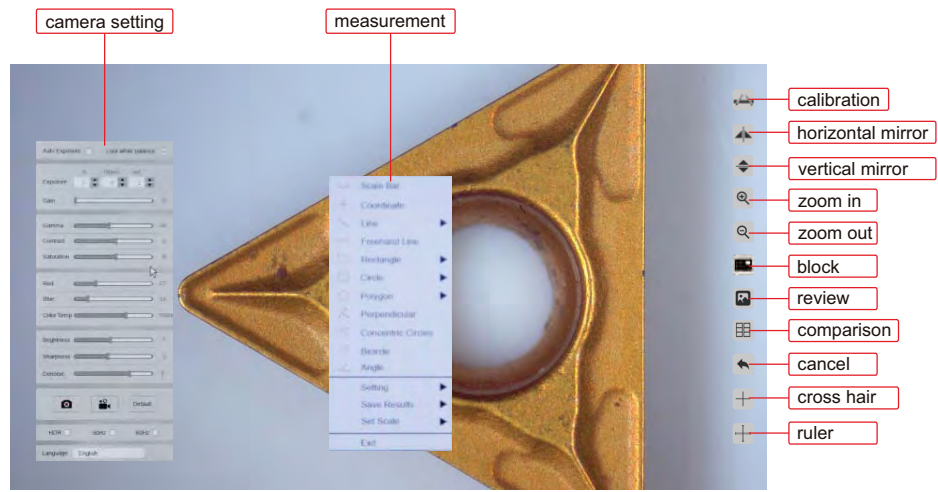 camera setting
measurement
Auto Exposure
Exposure
Gain
Gamma
Contrast
Saturation
Red
Blue
Color Temp
Brightness
Sharpness
Denoise
Default
HDR 50Hz 60Hz
Language English
Scale Bar
Coordinate
Line
Freehand Line
Rectangle
Circle
Polygon
Perpendicular
Concentric Circles
Angle
Setting
Save Results
Set Scale
Exit
calibration
horizontal mirror
vertical mirror
zoom in
zoom out
block
review
comparison
cancel
cross hair
ruler